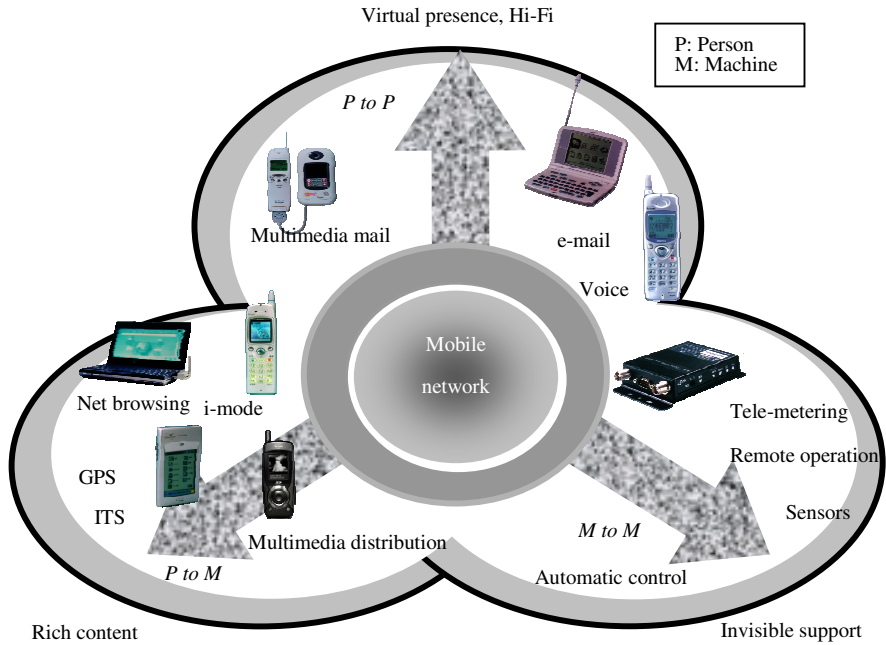 Virtual presence, Hi-Fi
P: Person
M: Machine
P to P
Multimedia mail
e-mail
Voice
Mobile
network
Net browsing
i-mode
GPS
ITS
Multimedia distribution
P to M
Tele-metering
Remote operation
Sensors
M to M
Automatic control
Rich content
Invisible support